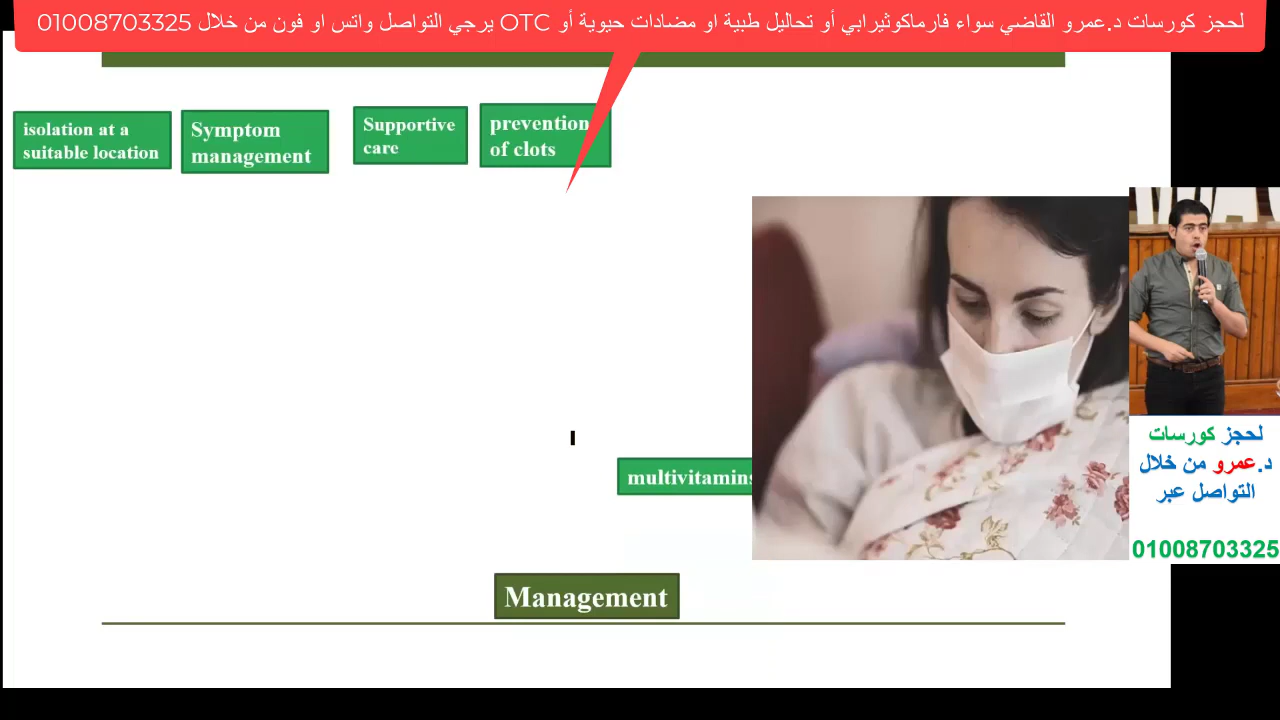 لحجز كورسات د.عمرو القاضي سواء فارماكوثيرابي أو تحاليل طبية او مضادات حيوية أو OTC يرجي التواصل واتس او فون من خلال 01008703325
isolation at a
suitable location
Symptom
management
Supportive
care
prevention
of clots
multivitamins
لحجز كورسات
د.عمرو من خلال
التواصل عبر
01008703325
Management